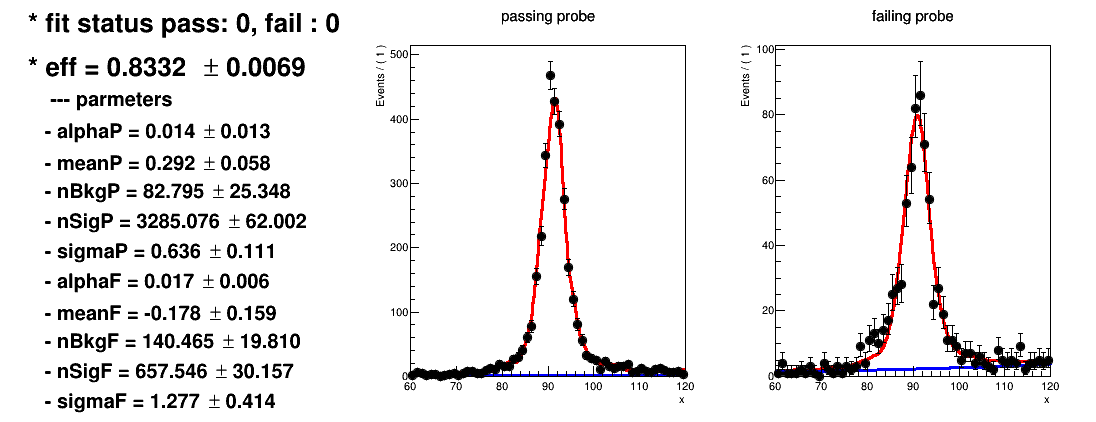 * fit status pass: 0, fail : 0
* eff = 0.8332 ± 0.0069
--- parmeters
- alphaP = 0.014 ± 0.013
- meanP = 0.292 ± 0.058
- nBkgP = 82.795 ± 25.348
- nSigP = 3285.076 ± 62.002
- sigmaP = 0.636 ± 0.111
- alphaF = 0.017 ± 0.006
- meanF = -0.178 ± 0.159
- nBkgF = 140.465 ± 19.810
- nSigF = 657.546 ± 30.157
- sigmaF = 1.277 ± 0.414
passing probe
Events / ( 1 )
500
400
300
200
100
0
60 70 80 90 100 110 120
x
failing probe
Events / ( 1 )
100
80
60
40
20
0
60 70 80 90 100 110 120
x